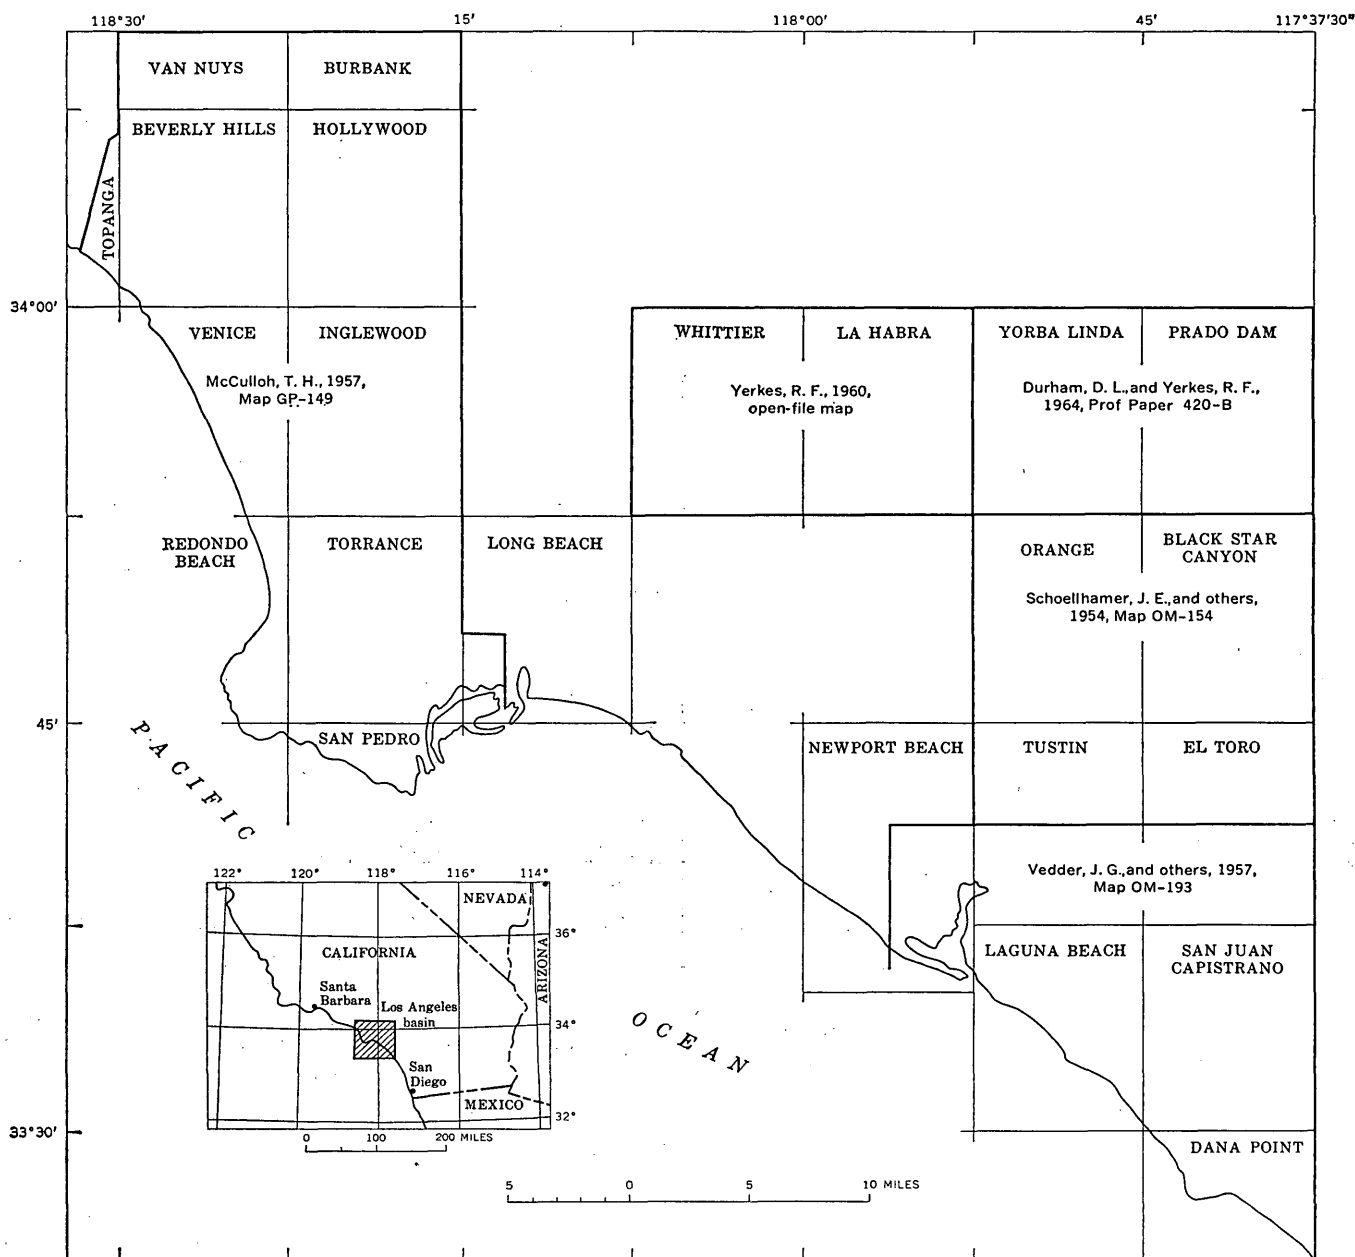 118°30' 15' 118°00' 45' 117°37'30"
VAN NUYS BURBANK
BEVERLY HILLS HOLLYWOOD
TOPANGA
34°00'
VENICE INGLEWOOD WHITTIER LA HABRA YORBA LINDA PRADO DAM
McCulloh, T. H., 1957,
Map GP-149
Yerkes, R. F., 1960,
open-file map
Durham, D. L.,and Yerkes, R. F.,
1964, Prof Paper 420-B
REDONDO
BEACH
TORRANCE LONG BEACH ORANGE
BLACK STAR
CANYON
Schoellhamer, J. E.,and others,
1954, Map OM-154
45'
SAN PEDRO NEWPORT BEACH TUSTIN EL TORO
PACIFIC
Vedder, J. G.,and others, 1957,
Map OM-193
LAGUNA BEACH
SAN JUAN
CAPISTRANO
122° 120° 118° 116° 114°
NEVADA
36°
CALIFORNIA
ARIZONA
Santa
Barbara
Los Angeles
basin
34°
San
Diego
MEXICO
32°
0 100 200 MILES
OCEAN
33°30'
DANA POINT
5 0 5 10 MILES